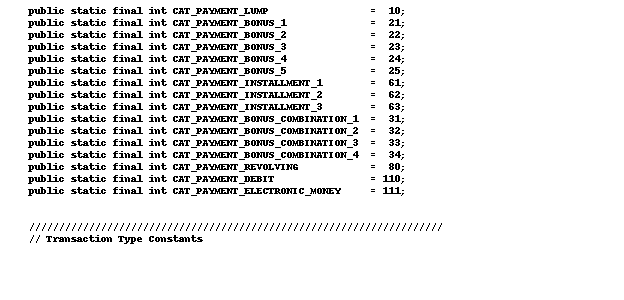 public static final int CAT_PAYMENT_LUMP                 =  10;
public static final int CAT_PAYMENT_BONUS_1              =  21;
public static final int CAT_PAYMENT_BONUS_2              =  22;
public static final int CAT_PAYMENT_BONUS_3              =  23;
public static final int CAT_PAYMENT_BONUS_4              =  24;
public static final int CAT_PAYMENT_BONUS_5              =  25;
public static final int CAT_PAYMENT_INSTALLMENT_1        =  61;
public static final int CAT_PAYMENT_INSTALLMENT_2        =  62;
public static final int CAT_PAYMENT_INSTALLMENT_3        =  63;
public static final int CAT_PAYMENT_BONUS_COMBINATION_1  =  31;
public static final int CAT_PAYMENT_BONUS_COMBINATION_2  =  32;
public static final int CAT_PAYMENT_BONUS_COMBINATION_3  =  33;
public static final int CAT_PAYMENT_BONUS_COMBINATION_4  =  34;
public static final int CAT_PAYMENT_REVOLVING            =  80;
public static final int CAT_PAYMENT_DEBIT                = 110;
public static final int CAT_PAYMENT_ELECTRONIC_MONEY     = 111;
/////////////////////////////////////////////////////////////////////
// Transaction Type Constants